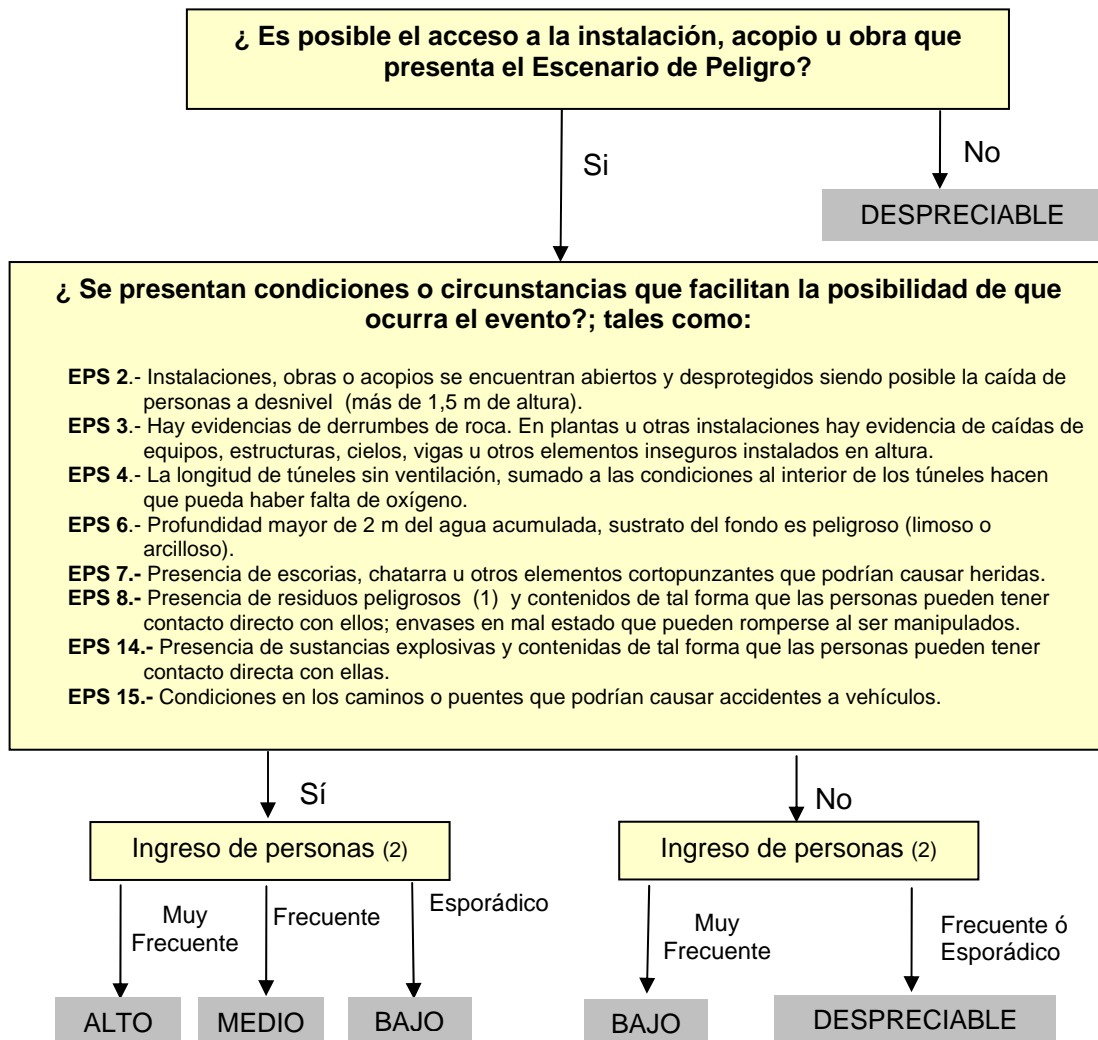 ¿ Es posible el acceso a la instalación, acopio u obra que
presenta el Escenario de Peligro?
Si
No
DESPRECIABLE
¿ Se presentan condiciones o circunstancias que facilitan la posibilidad de que
ocurra el evento?; tales como:
EPS 2.- Instalaciones, obras o acopios se encuentran abiertos y desprotegidos siendo posible la caída de
personas a desnivel (más de 1,5 m de altura).
EPS 3.- Hay evidencias de derrumbes de roca. En plantas u otras instalaciones hay evidencia de caídas de
equipos, estructuras, cielos, vigas u otros elementos inseguros instalados en altura.
EPS 4.- La longitud de túneles sin ventilación, sumado a las condiciones al interior de los túneles hacen
que pueda haber falta de oxígeno.
EPS 6.- Profundidad mayor de 2 m del agua acumulada, sustrato del fondo es peligroso (limoso o
arcilloso).
EPS 7.- Presencia de escorias, chatarra u otros elementos cortopunzantes que podrían causar heridas.
EPS 8.- Presencia de residuos peligrosos (1) y contenidos de tal forma que las personas pueden tener
contacto directo con ellos; envases en mal estado que pueden romperse al ser manipulados.
EPS 14.- Presencia de sustancias explosivas y contenidas de tal forma que las personas pueden tener
contacto directa con ellas.
EPS 15.- Condiciones en los caminos o puentes que podrían causar accidentes a vehículos.
Sí
No
Ingreso de personas (2)
Ingreso de personas (2)
Muy
Frecuente
Frecuente
Esporádico
Muy
Frecuente
Frecuente ó
Esporádico
ALTO
MEDIO
BAJO
BAJO
DESPRECIABLE